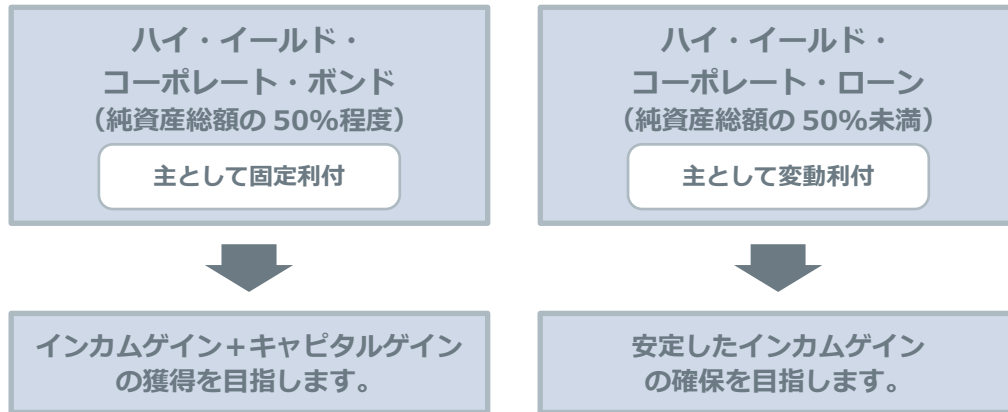 ハイ・イールド・
コーポレート・ボンド
（純資産総額の 50％程度）
主として固定利付
インカムゲイン＋キャピタルゲイン
の獲得を目指します。
ハイ・イールド・
コーポレート・ローン
（純資産総額の 50％未満）
主として変動利付
安定したインカムゲイン
の確保を目指します。